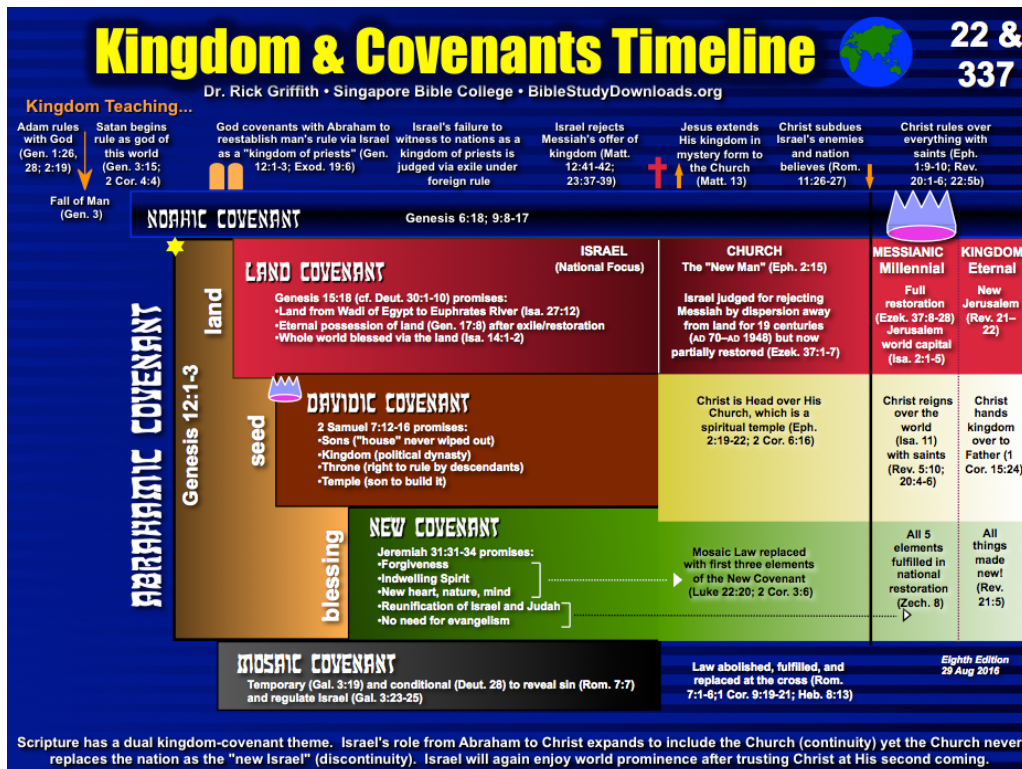 Kingdom & Covenants Timeline
22 &
337
Dr. Rick Griffith • Singapore Bible College • BibleStudyDownloads.org
Kingdom Teaching...
Adam rules
with God
(Gen. 1:26,
28; 2:19)
Satan begins
rule as god of
this world
(Gen. 3:15;
2 Cor. 4:4)
Fall of Man
(Gen. 3)
God covenants with Abraham to
reestablish man's rule via Israel
as a "kingdom of priests" (Gen.
12:1-3; Exod. 19:6)
Israel's failure to
witness to nations as a
kingdom of priests is
judged via exile under
foreign rule
Israel rejects
Messiah's offer of
kingdom (Matt.
12:41-42;
23:37-39)
Jesus extends
His kingdom in
mystery form to
the Church
(Matt. 13)
Christ subdues
Israel's enemies
and nation
believes (Rom.
11:26-27)
Christ rules over
everything with
saints (Eph.
1:9-10; Rev.
20:1-6; 22:5b)
NOAHIC COVENANT
Genesis 6:18; 9:8-17
ABRAHAMIC COVENANT
Genesis 12:1-3
land
LAND COVENANT
Genesis 15:18 (cf. Deut. 30:1-10) promises:
•Land from Wadi of Egypt to Euphrates River (Isa. 27:12)
•Eternal possession of land (Gen. 17:8) after exile/restoration
•Whole world blessed via the land (Isa. 14:1-2)
ISRAEL
(National Focus)
CHURCH
The "New Man" (Eph. 2:15)
Israel judged for rejecting
Messiah by dispersion away
from land for 19 centuries
(AD 70–AD 1948) but now
partially restored (Ezek. 37:1-7)
MESSIANIC
Millennial
Full
restoration
(Ezek. 37:8-28)
Jerusalem
world capital
(Isa. 2:1-5)
KINGDOM
Eternal
New
Jerusalem
(Rev. 21–
22)
seed
DAVIDIC COVENANT
2 Samuel 7:12-16 promises:
•Sons ("house" never wiped out)
•Kingdom (political dynasty)
•Throne (right to rule by descendants)
•Temple (son to build it)
Christ is Head over His
Church, which is a
spiritual temple (Eph.
2:19-22; 2 Cor. 6:16)
Christ reigns
over the
world
(Isa. 11)
with saints
(Rev. 5:10;
20:4-6)
Christ
hands
kingdom
over to
Father (1
Cor. 15:24)
blessing
NEW COVENANT
Jeremiah 31:31-34 promises:
•Forgiveness
•Indwelling Spirit
•New heart, nature, mind
•Reunification of Israel and Judah
•No need for evangelism
Mosaic Law replaced
with first three elements
of the New Covenant
(Luke 22:20; 2 Cor. 3:6)
All 5
elements
fulfilled in
national
restoration
(Zech. 8)
All
things
made
new!
(Rev.
21:5)
MOSAIC COVENANT
Temporary (Gal. 3:19) and conditional (Deut. 28) to reveal sin (Rom. 7:7)
and regulate Israel (Gal. 3:23-25)
Law abolished, fulfilled, and
replaced at the cross (Rom.
7:1-6;1 Cor. 9:19-21; Heb. 8:13)
Eighth Edition
29 Aug 2016
Scripture has a dual kingdom-covenant theme.  Israel's role from Abraham to Christ expands to include the Church (continuity) yet the Church never
replaces the nation as the "new Israel" (discontinuity).  Israel will again enjoy world prominence after trusting Christ at His second coming.